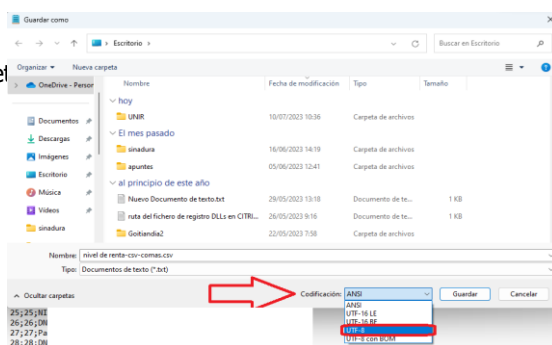 Guardar como
Escritorio
Buscar en Escritorio
Organizar Nueva carpeta
Nombre Fecha de modificación Tipo Tamaño
OneDrive - Person
Documentos
Descargas
Imágenes
Escritorio
Música
Vídeos
sinadura
hoy
UNIR 10/07/2023 10:36 Carpeta de archivos
El mes pasado
sinadura 16/06/2023 14:19 Carpeta de archivos
apuntes 05/06/2023 12:41 Carpeta de archivos
al principio de este año
Nuevo Documento de texto.txt 29/05/2023 13:18 Documento de te... 1 KB
ruta del fichero de registro DLLs en CITRI... 26/05/2023 9:16 Documento de te... 1 KB
Goitiandia2 22/05/2023 7:58 Carpeta de archivos
Nombre: nivel de renta-csv-comas.csv
Tipo: Documentos de texto (*.txt)
Ocultar carpetas
Codificación: ANSI Guardar Cancelar
ANSI
UTF-16 LE
UTF-16 BE
UTF-8
UTF-8 con BOM
25;25;NI
26;26;DN
27;27;Pa
28;28;DN